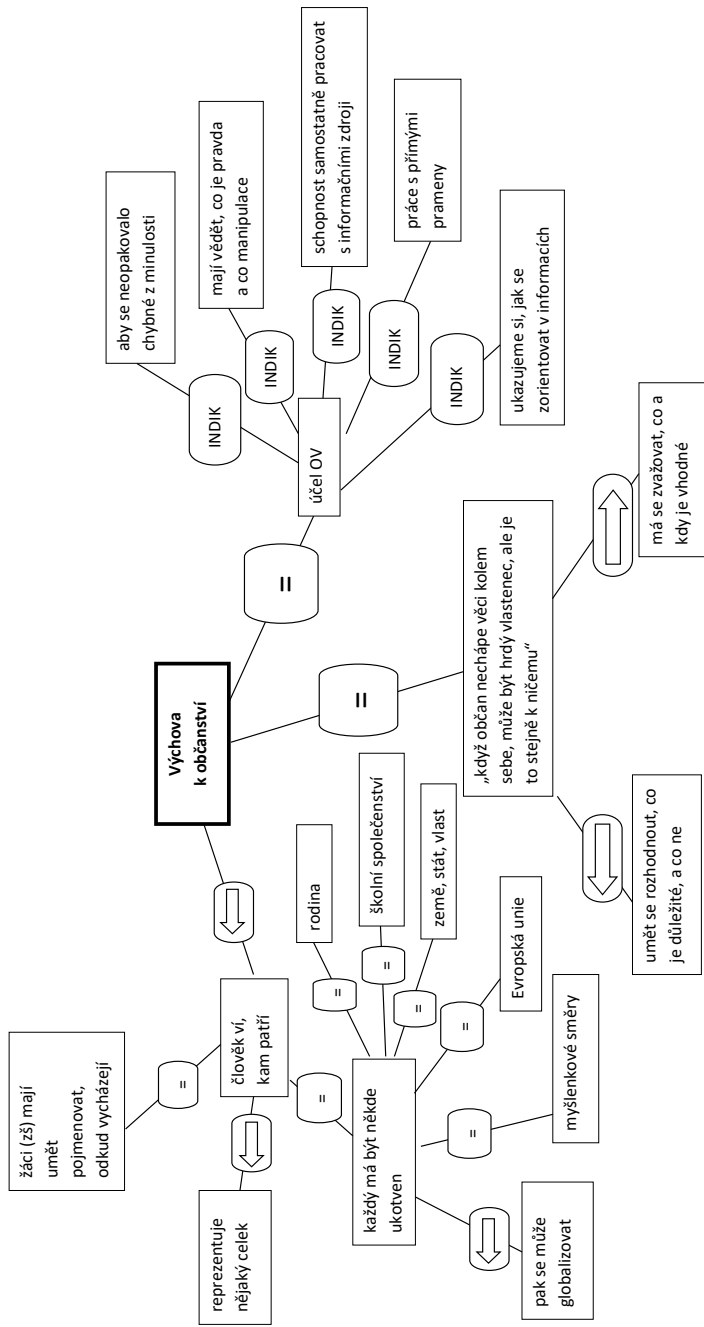 Výchova
k občanství
žáci (zš) mají
umět
pojmenovat,
odkud vycházejí
=
člověk ví,
kam patří
reprezentuje
nějaký celek
=
každý má být někde
ukotven
=
rodina
=
školní společenství
=
země, stát, vlast
=
Evropská unie
=
myšlenkové směry
pak se může
globalizovat
=
„když občan nechápe věci kolem
sebe, může být hrdý vlastenec, ale je
to stejně k ničemu“
umět se rozhodnout, co
je důležité, a co ne
má se zvažovat, co a
kdy je vhodné
=
účel OV
INDIK
aby se neopakovalo
chybné z minulosti
INDIK
mají vědět, co je pravda
a co manipulace
INDIK
schopnost samostatně pracovat
s informačními zdroji
INDIK
práce s přímými
prameny
INDIK
ukazujeme si, jak se
zorientovat v informacích